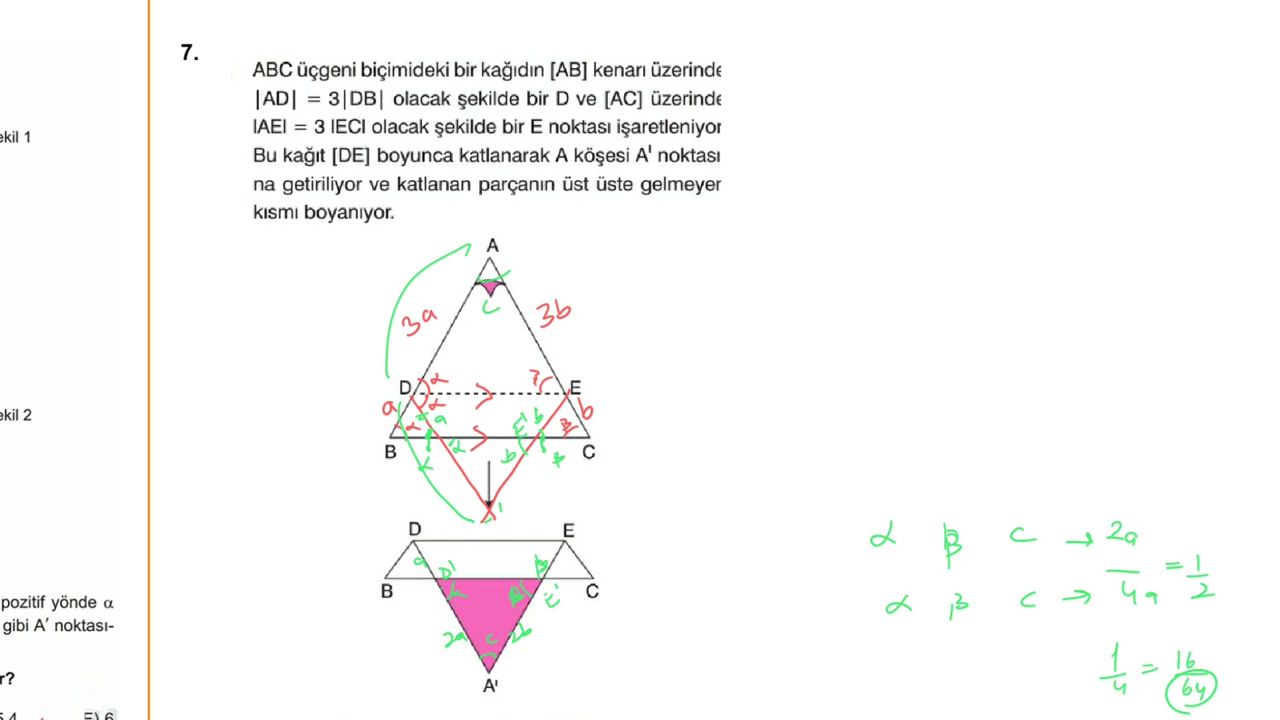 7.
ABC üçgeni biçimideki bir kağıdın [AB] kenarı üzerinde
|AD| = 3|DB| olacak şekilde bir D ve [AC] üzerinde
IAEI = 3 IECI olacak şekilde bir E noktası işaretleniyor
Bu kağıt [DE] boyunca katlanarak A köşesi A' noktası
na getiriliyor ve katlanan parçanın üst üste gelmeyen
kısmı boyanıyor.
ekil 1
A
c
3a
3b
D
α
E
a
α
b
B
C
ekil 2
D
E
a
D'
β
B
α
β
E'
C
2a
c
2b
A'
α β c → 2a/4a = 1/2
α β c →
1/4 = 16/64
pozitif yönde α
gibi A' noktası-
r?
E) 6